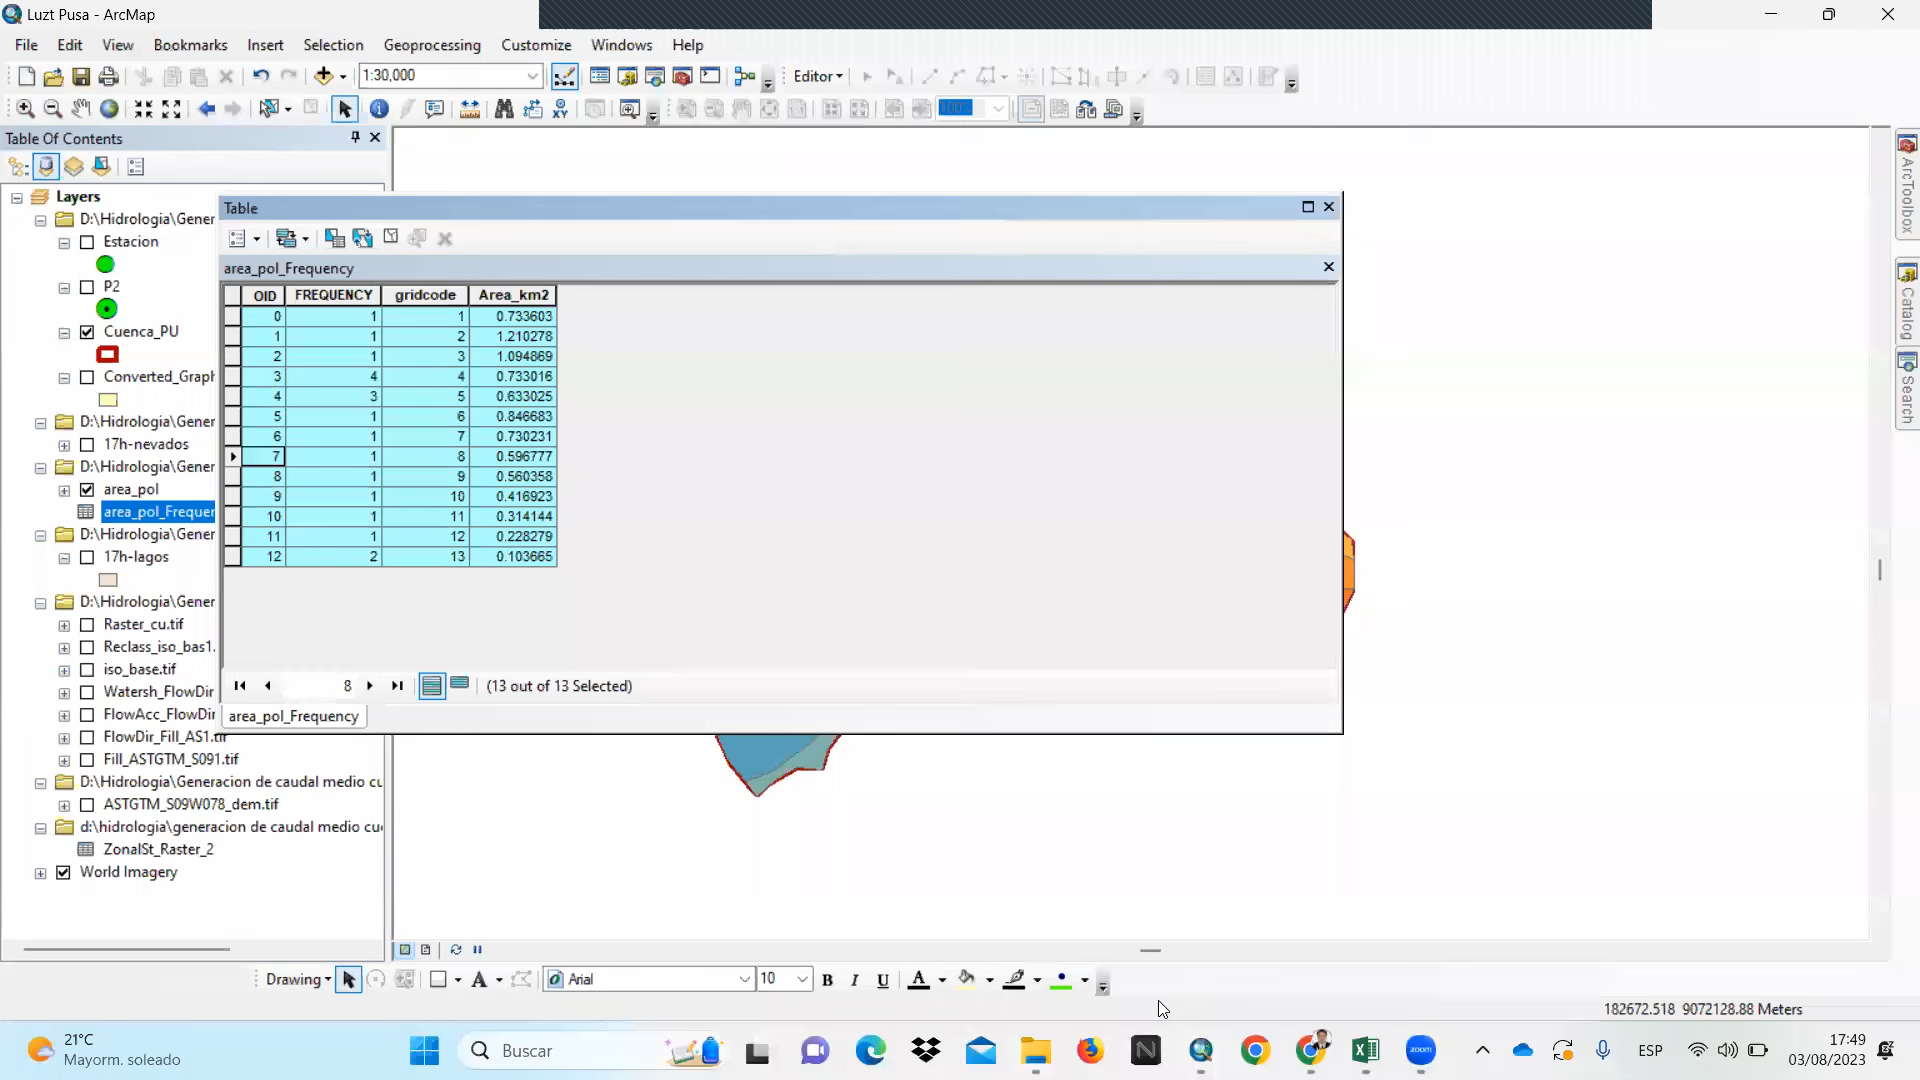 Luzt Pusa - ArcMap
File Edit View Bookmarks Insert Selection Geoprocessing Customize Windows Help
1:30,000
Editor
100%
Table Of Contents
Layers
D:\Hidrologia\Gener
Estacion
P2
Cuenca_PU
Converted_Graph
D:\Hidrologia\Gener
17h-nevados
D:\Hidrologia\Gener
area_pol
area_pol_Frequer
D:\Hidrologia\Gener
17h-lagos
D:\Hidrologia\Gener
Raster_cu.tif
Reclass_iso_bas1.
iso_base.tif
Watersh_FlowDir
FlowAcc_FlowDir
FlowDir_Fill_AS1.tif
Fill_ASTGTM_S091.tif
D:\Hidrologia\Generacion de caudal medio cu
ASTGTM_S09W078_dem.tif
d:\hidrologia\generacion de caudal medio cu
ZonalSt_Raster_2
World Imagery
Table
area_pol_Frequency
OID FREQUENCY gridcode Area_km2
0 1 1 0.733603
1 1 2 1.210278
2 1 3 1.094869
3 4 4 0.733016
4 3 5 0.633025
5 1 6 0.846683
6 1 7 0.730231
7 1 8 0.596777
8 1 9 0.560358
9 1 10 0.416923
10 1 11 0.314144
11 1 12 0.228279
12 2 13 0.103665
8 (13 out of 13 Selected)
area_pol_Frequency
ArcToolbox
Catalog
Search
Drawing Arial 10 B I U A
182672.518 9072128.88 Meters
21°C
Mayorm. soleado
Buscar
zoom
ESP
17:49
03/08/2023